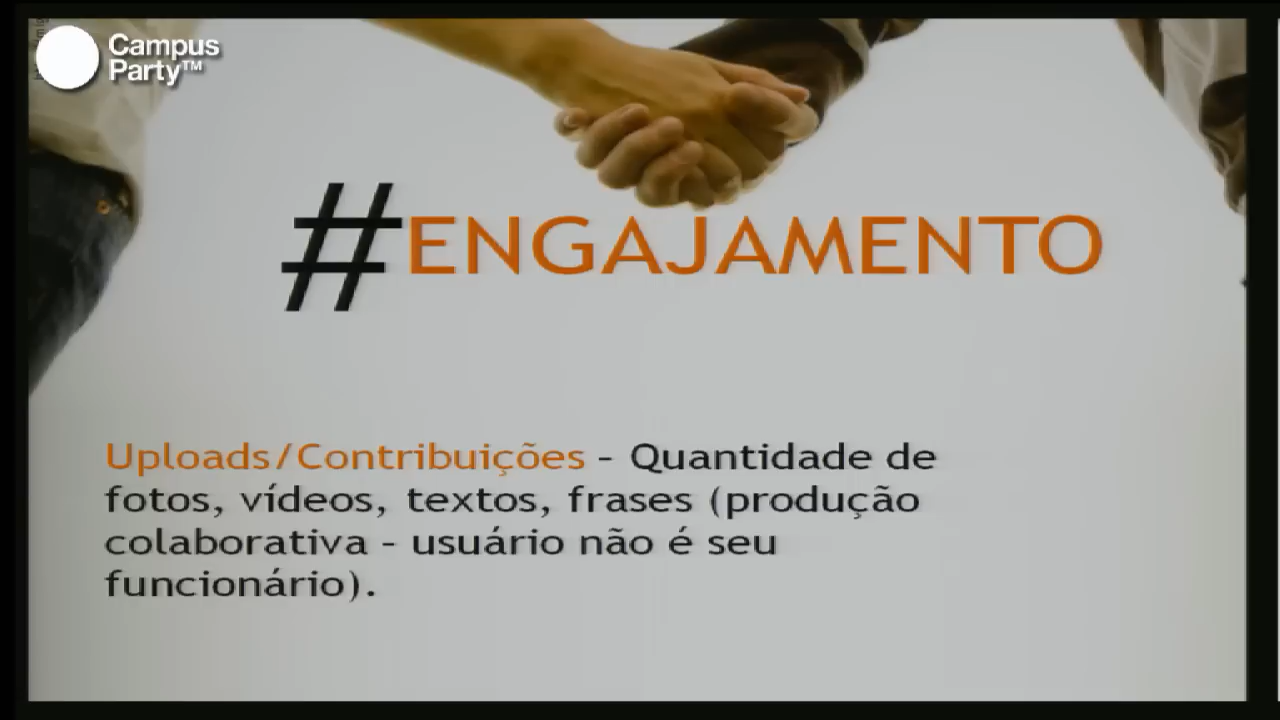 Campus
Party™
#ENGAJAMENTO
Uploads/Contribuições - Quantidade de
fotos, vídeos, textos, frases (produção
colaborativa - usuário não é seu
funcionário).